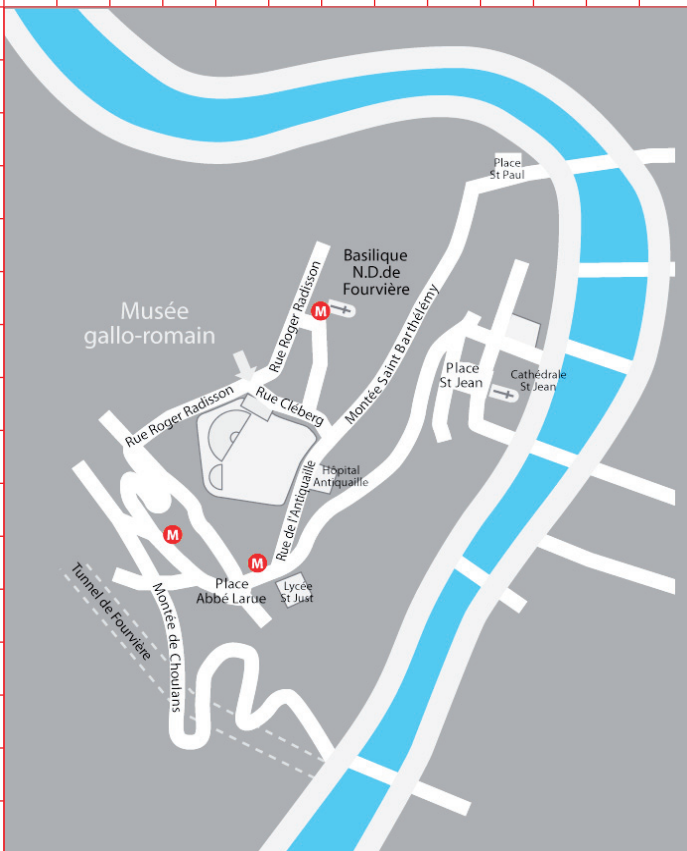 Place
St Paul
Basilique
N.D.de
Fourvière
M
Rue Roger Radisson
Musée
gallo-romain
Montée Saint Barthélémy
Place
St Jean
Cathédrale
St Jean
Rue Cléberg
Rue Roger Radisson
Hôpital
Antiquaille
Rue de l'Antiquaille
M
M
Place
Abbé Larue
Lycée
St Just
Tunnel de Fourvière
Montée de Choulans